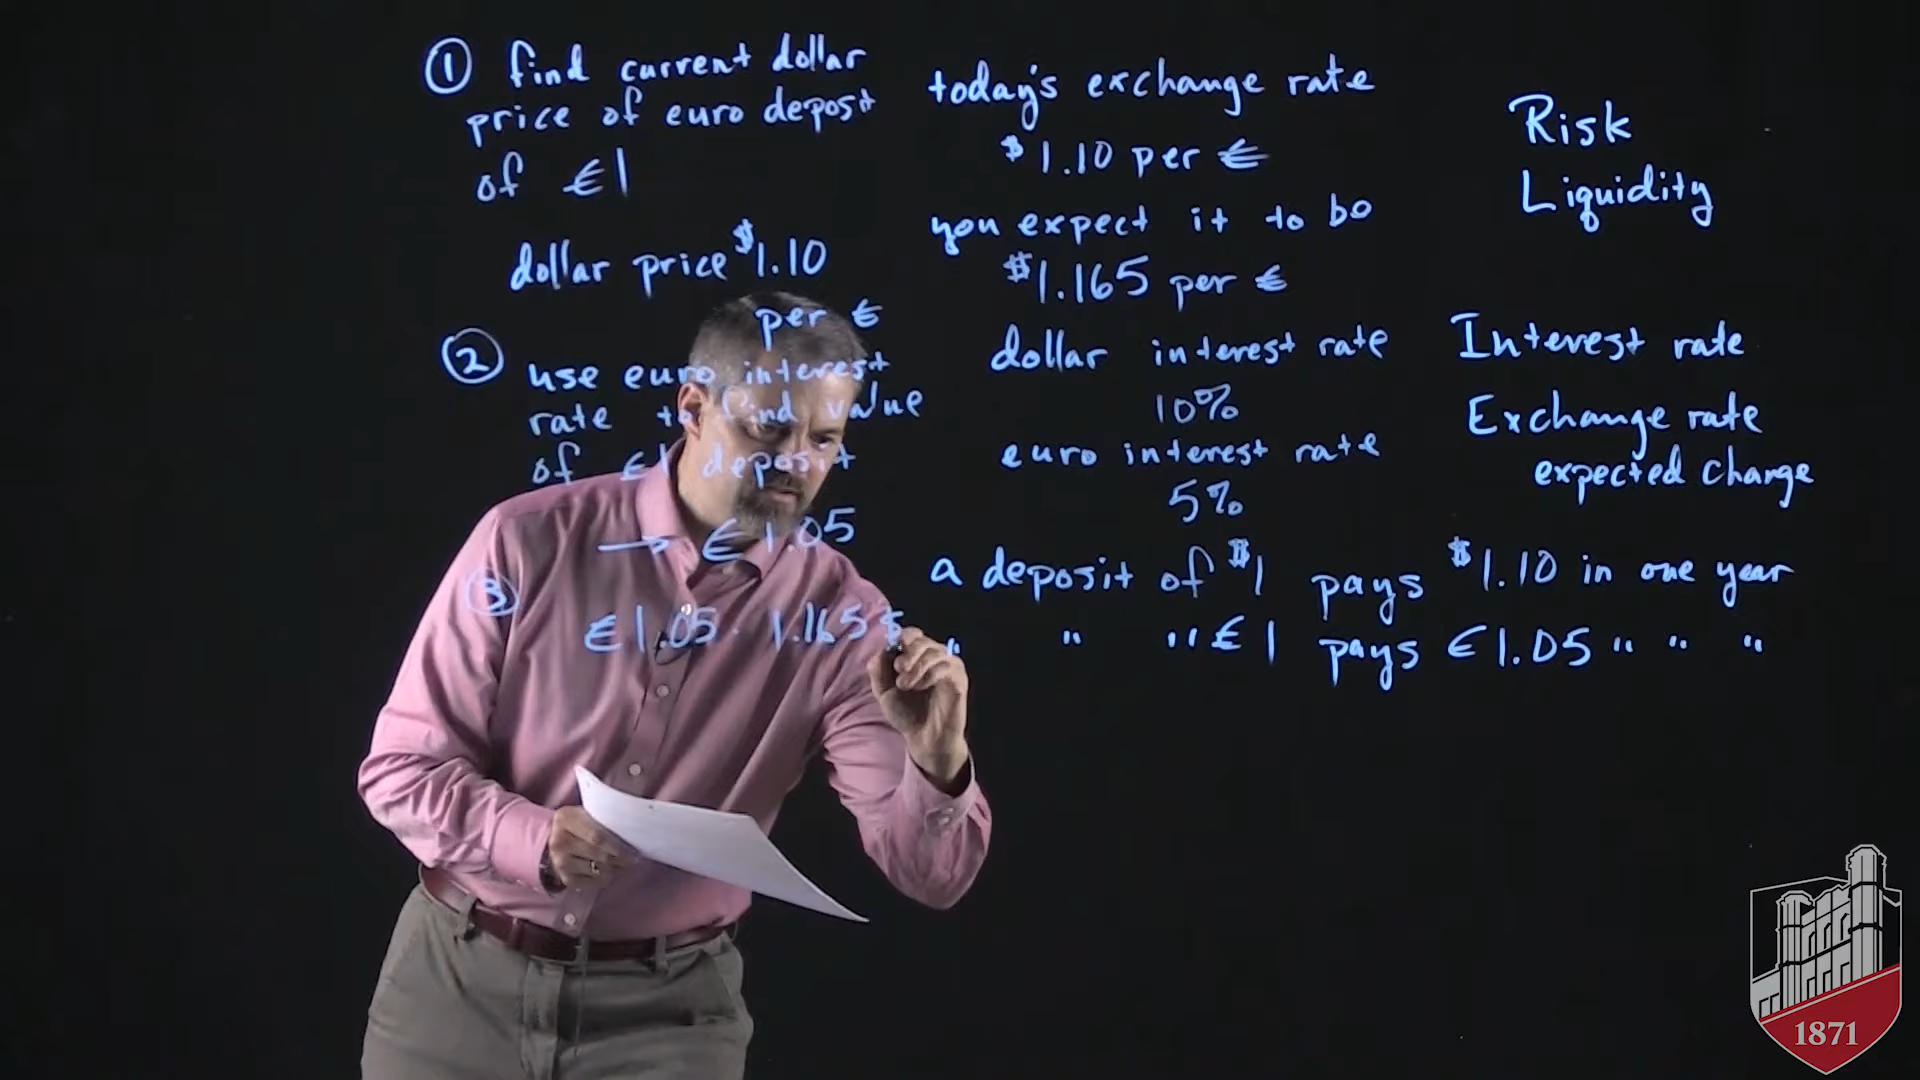 ① find current dollar
price of euro deposit
of €1
dollar price $1.10
per €
② use euro interest
rate to find value
of €1 deposit
→ €1.05
③
€1.05 · 1.165 $
today's exchange rate
$1.10 per €
you expect it to be
$1.165 per €
dollar interest rate
10%
euro interest rate
5%
a deposit of $1 pays $1.10 in one year
" " " €1 pays €1.05 " " "
Risk
Liquidity
Interest rate
Exchange rate
expected change
1871